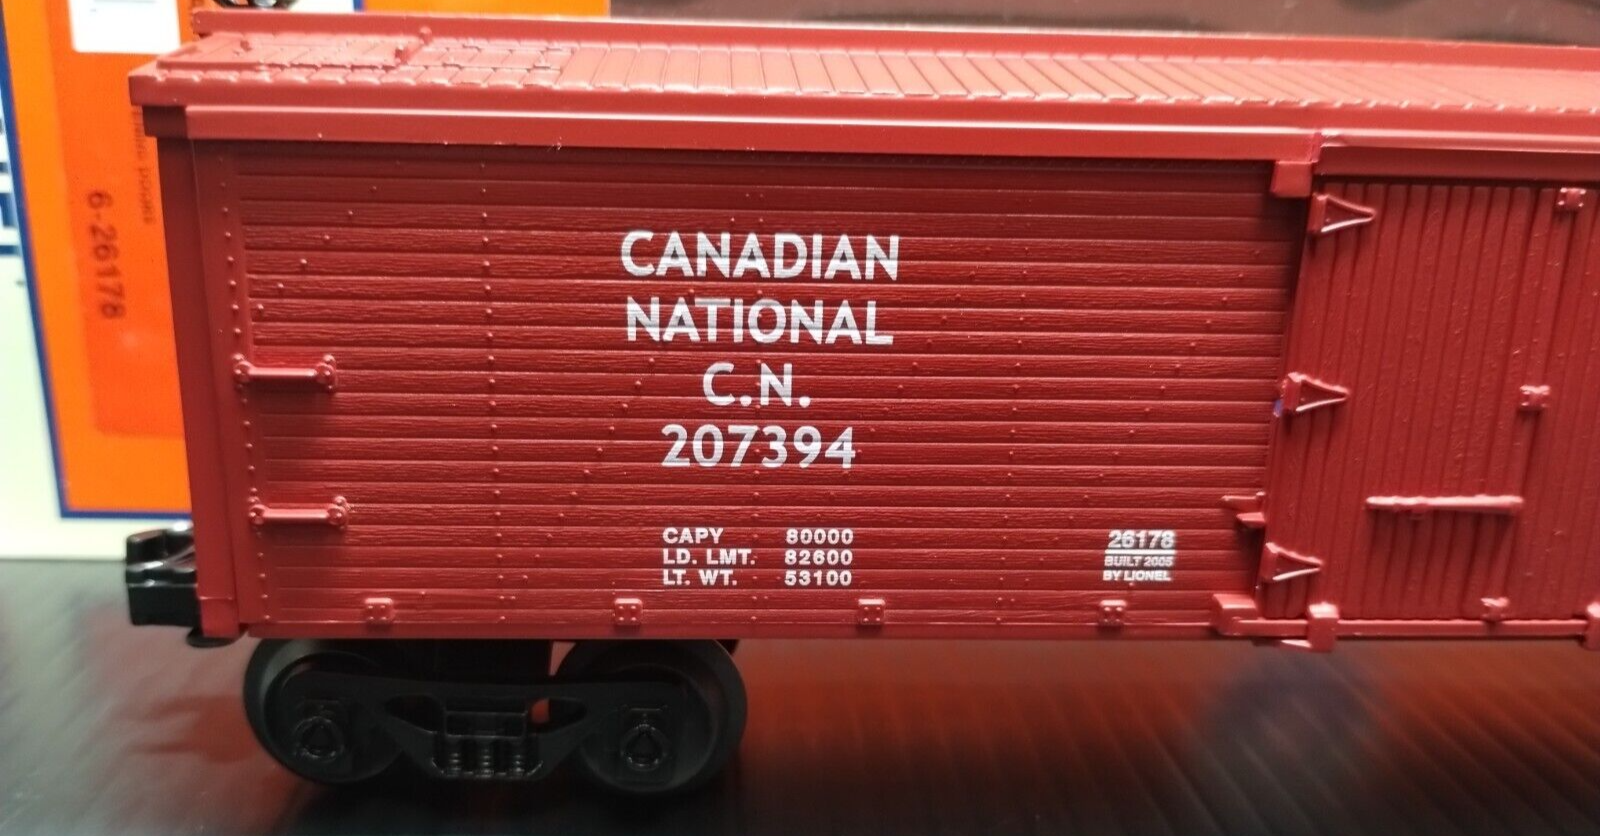 CANADIAN
NATIONAL
C.N.
207394
CAPY 80000
LD. LMT. 82600
LT. WT. 53100
26178
BUILT 2005
BY LIONEL
6-26178